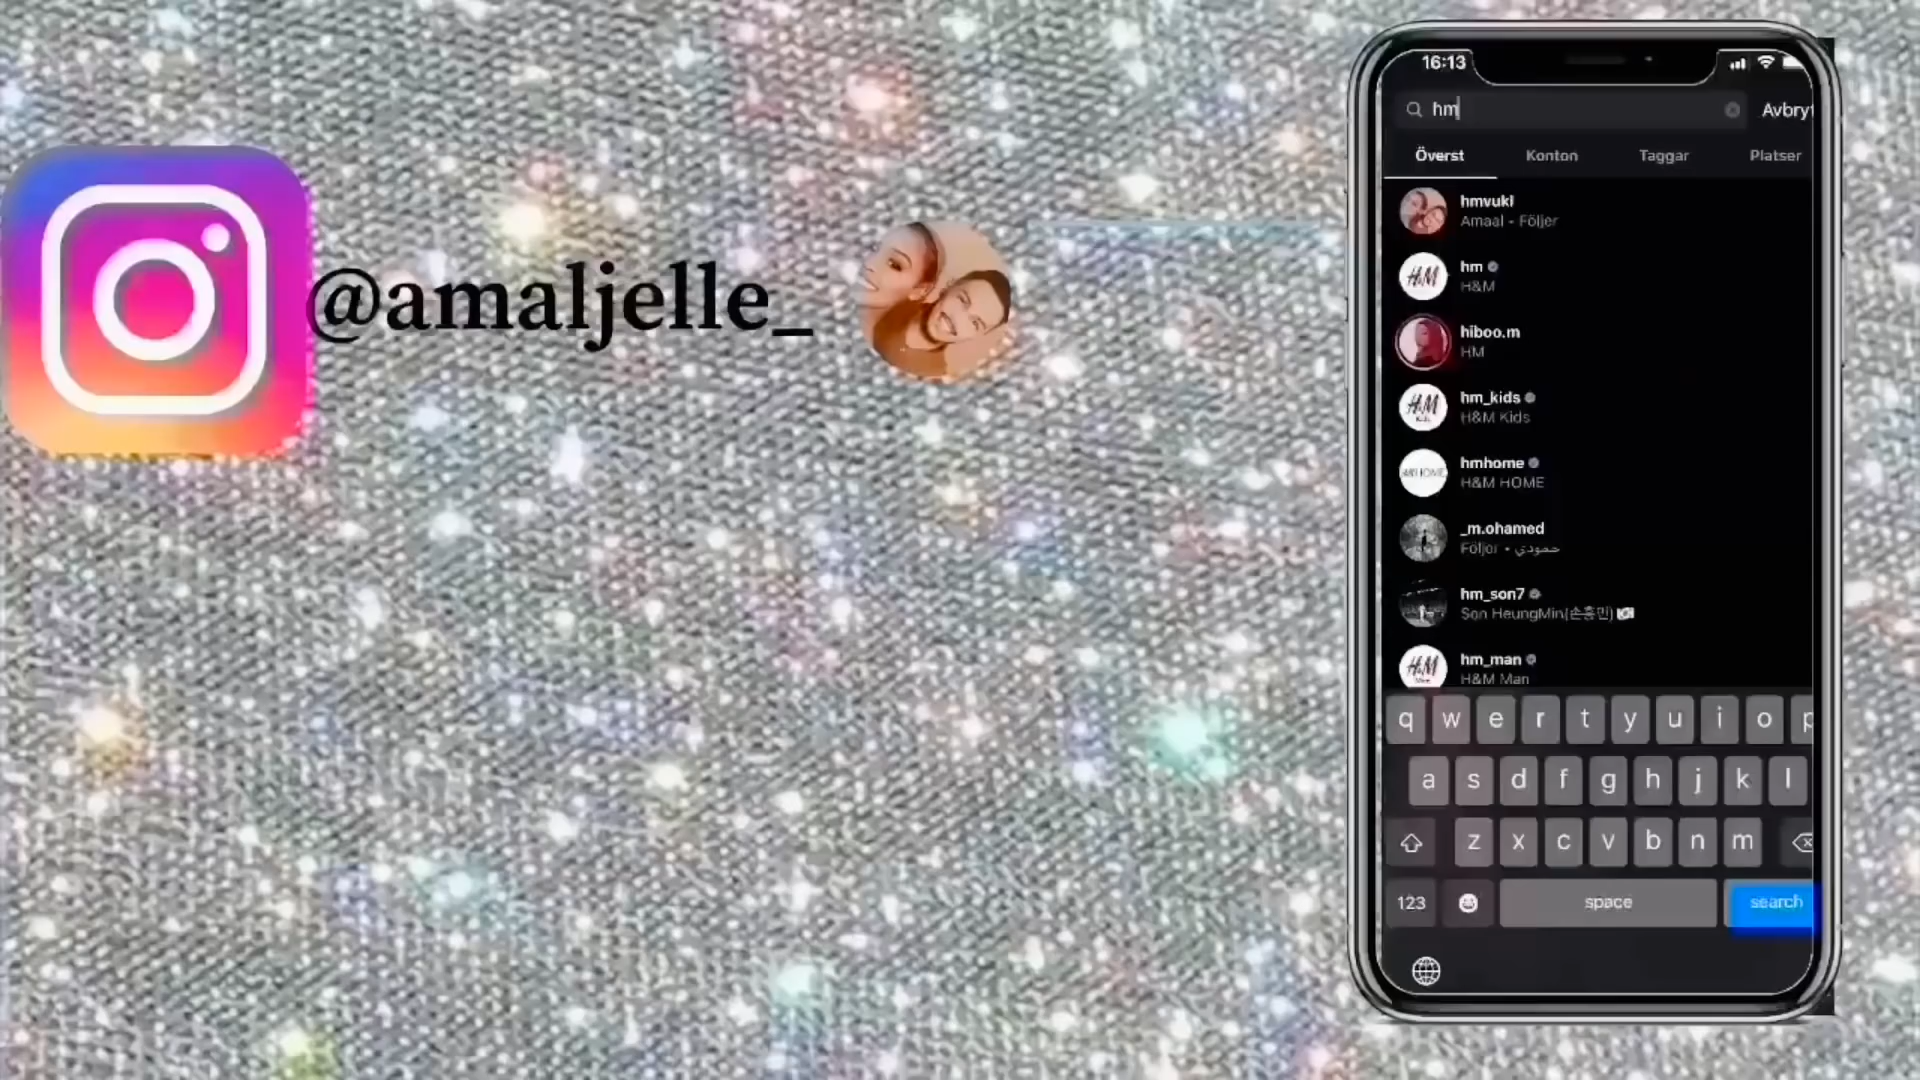 @amaljelle_
16:13
hm
Avbryt
Överst Konton Taggar Platser
hmvukl
Amaal • Följer
hm
H&M
H&M
hiboo.m
HM
hm_kids
H&M Kids
H&M
hmhome
H&M HOME
_m.ohamed
Följer • حمودي
hm_son7
Son HeungMin(손흥민)
hm_man
H&M Man
H&M
q w e r t y u i o p
a s d f g h j k l
z x c v b n m
123 space search